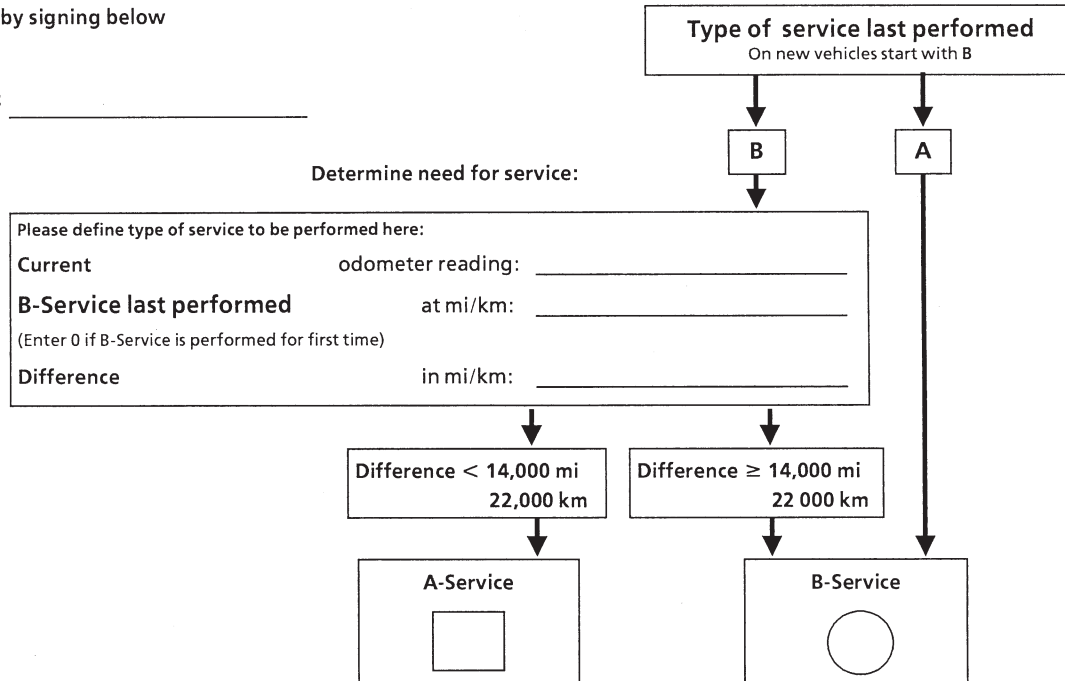 by signing below
Type of service last performed
On new vehicles start with B
:
B
A
Determine need for service:
Please define type of service to be performed here:
Current odometer reading:
B-Service last performed at mi/km:
(Enter 0 if B-Service is performed for first time)
Difference in mi/km:
Difference < 14,000 mi
22,000 km
Difference ≥ 14,000 mi
22 000 km
A-Service
B-Service